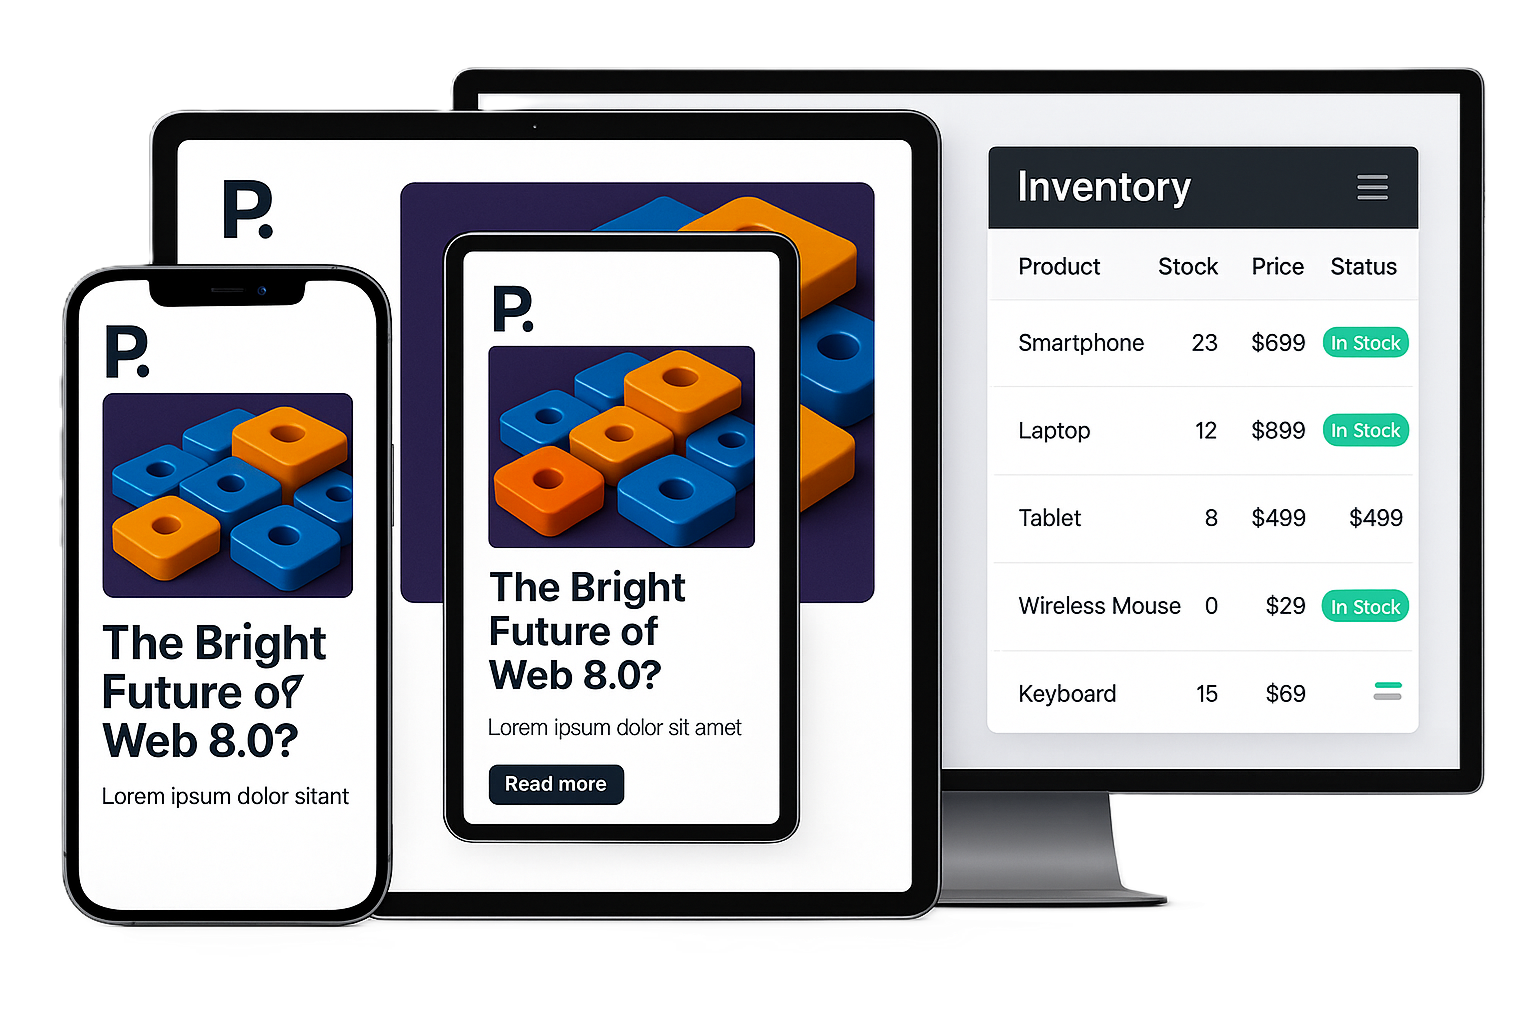 P.
P.
The Bright
Future of
Web 8.0?
Lorem ipsum dolor sitant
P.
The Bright
Future of
Web 8.0?
Lorem ipsum dolor sit amet
Read more
Inventory
Product Stock Price Status
Smartphone 23 $699 In Stock
Laptop 12 $899 In Stock
Tablet 8 $499 $499
Wireless Mouse 0 $29 In Stock
Keyboard 15 $69